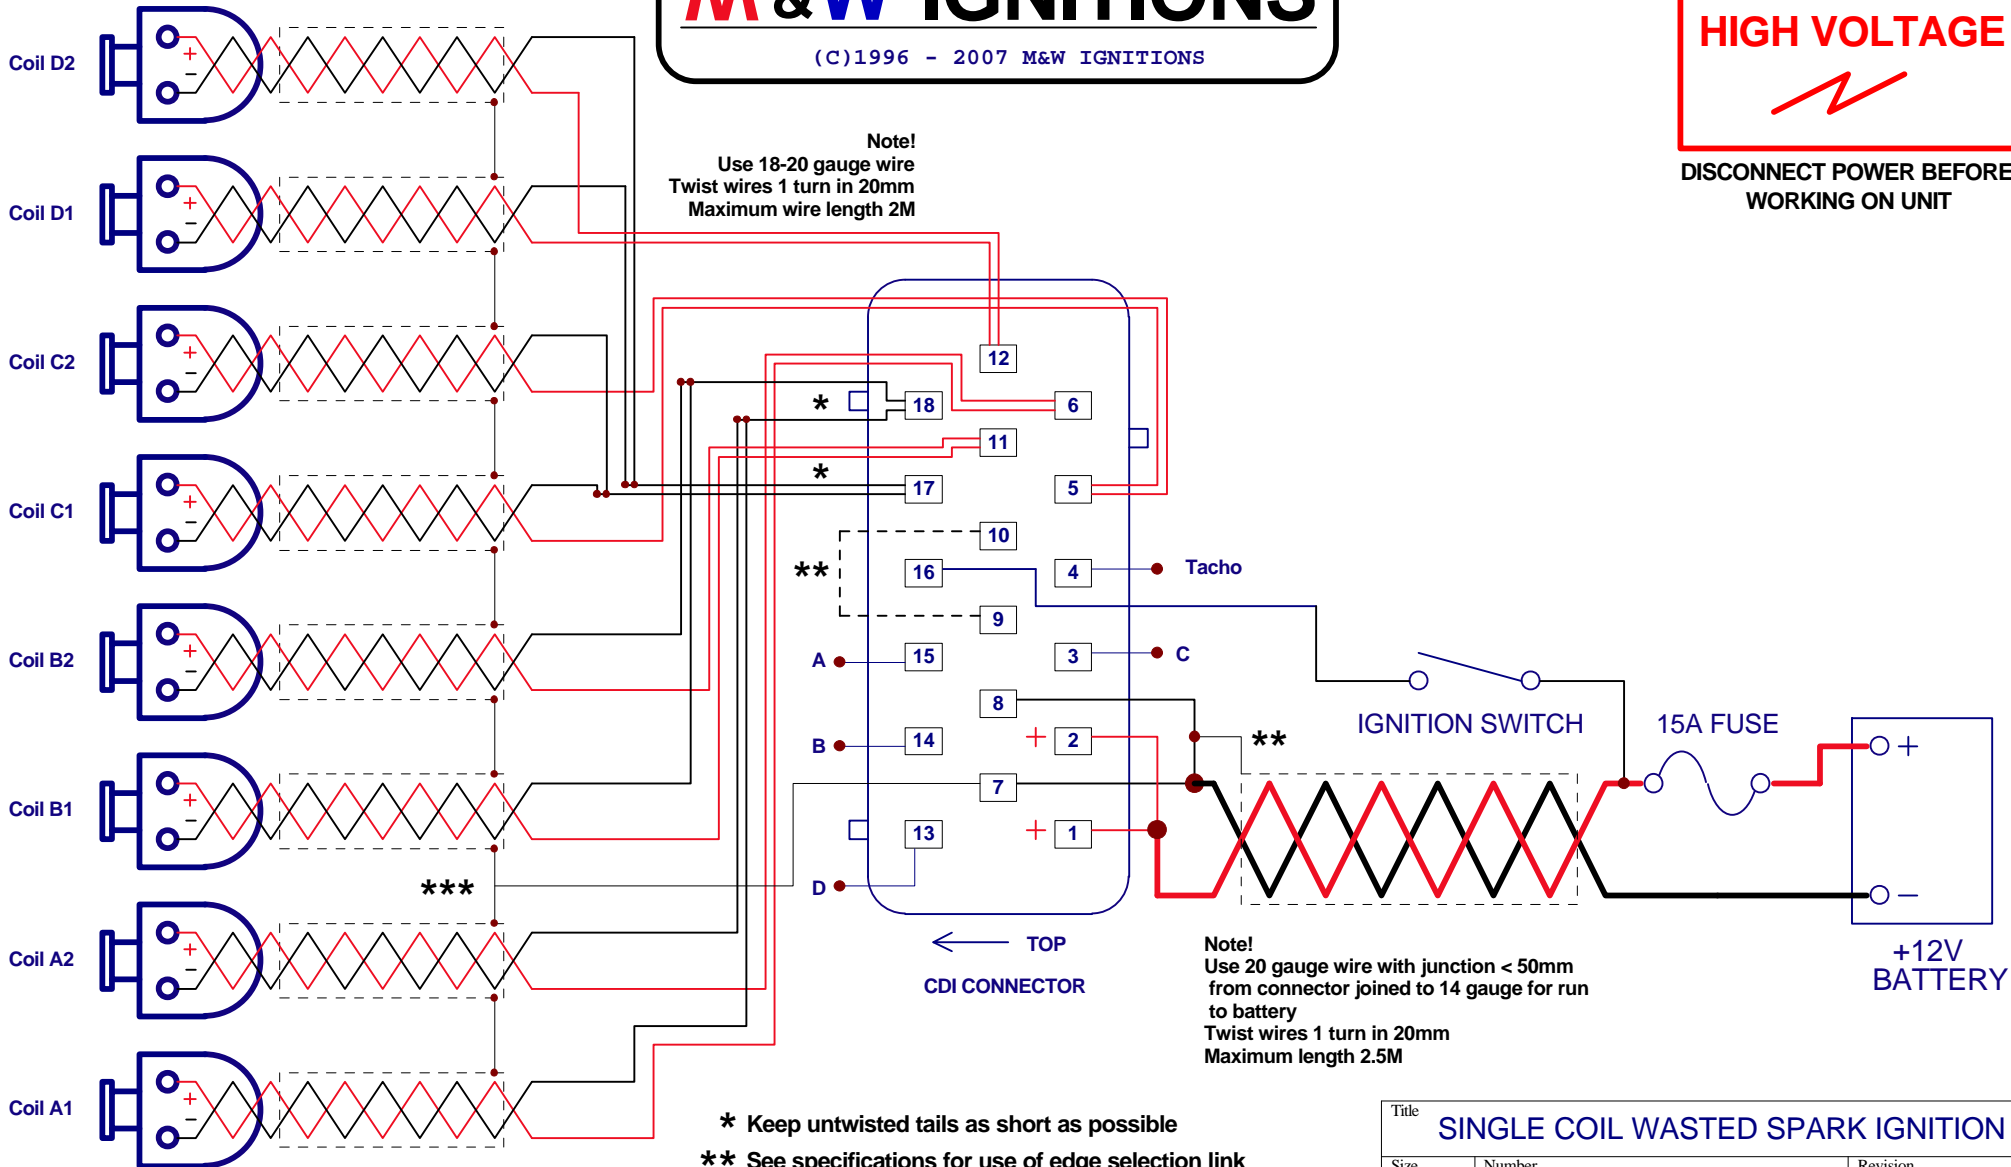 M&W IGNITIONS
(C)1996 - 2007 M&W IGNITIONS
HIGH VOLTAGE
DISCONNECT POWER BEFORE
WORKING ON UNIT
Note!
Use 18-20 gauge wire
Twist wires 1 turn in 20mm
Maximum wire length 2M
Coil D2
+
−
Coil D1
+
−
Coil C2
+
−
Coil C1
+
−
Coil B2
+
−
Coil B1
+
−
Coil A2
+
−
Coil A1
+
−
12
* 18
6
11
* 17
5
10
** 16
4 Tacho
9
A 15
3 C
8
B 14
+ 2
7
13
+ 1
D
***
**
TOP
CDI CONNECTOR
IGNITION SWITCH
15A FUSE
+
−
+12V
BATTERY
Note!
Use 20 gauge wire with junction < 50mm
from connector joined to 14 gauge for run
to battery
Twist wires 1 turn in 20mm
Maximum length 2.5M
* Keep untwisted tails as short as possible
** See specifications for use of edge selection link
Title
SINGLE COIL WASTED SPARK IGNITION
Size
Number
Revision